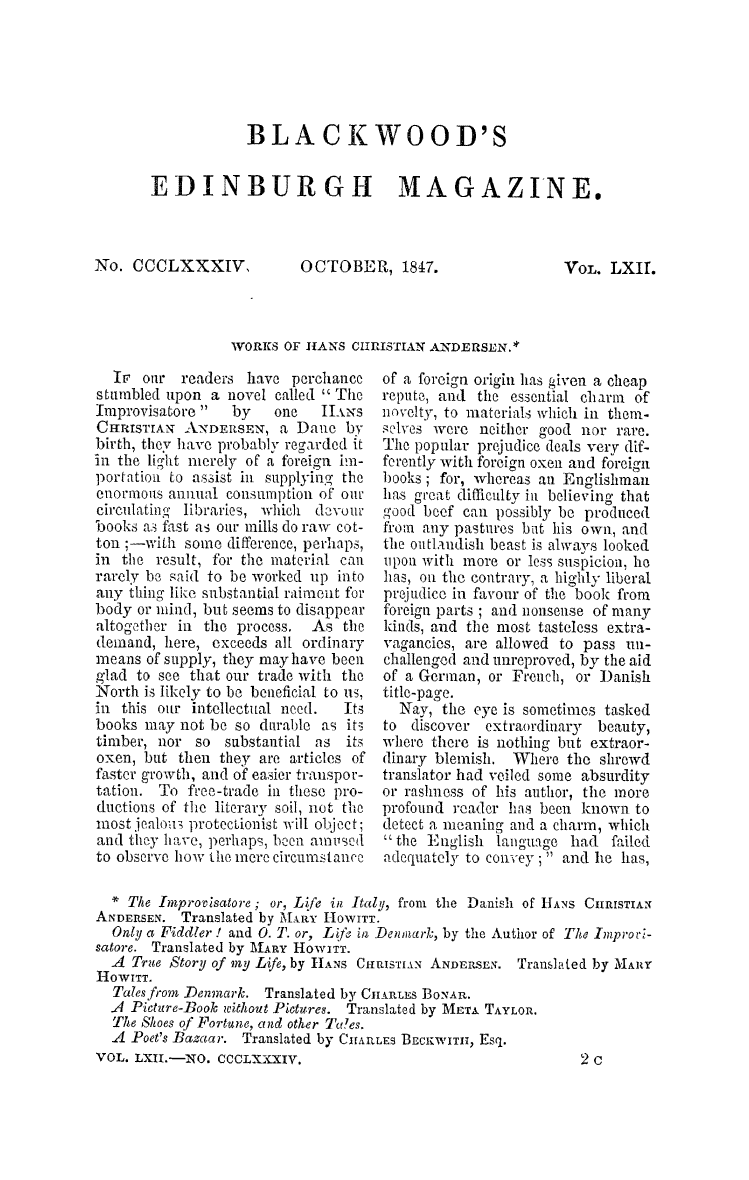 BLACKWOOD'S
EDINBURGH MAGAZINE.
No. CCCLXXXIV. OCTOBER, 1847. VOL. LXII.
WORKS OF HANS CHRISTIAN ANDERSEN.*
IF our readers have perchance
stumbled upon a novel called "The
Improvisatore" by one HANS
CHRISTIAN ANDERSEN, a Dane by
birth, they have probably regarded it
in the light merely of a foreign im-
portation to assist in supplying the
enormous annual consumption of our
circulating libraries, which devour
books as fast as our mills do raw cot-
ton;—with some difference, perhaps,
in the result, for the material can
rarely be said to be worked up into
any thing like substantial raiment for
body or mind, but seems to disappear
altogether in the process. As the
demand, here, exceeds all ordinary
means of supply, they may have been
glad to see that our trade with the
North is likely to be beneficial to us,
in this our intellectual need. Its
books may not be so durable as its
timber, nor so substantial as its
oxen, but then they are articles of
faster growth, and of easier transpor-
tation. To free-trade in these pro-
ductions of the literary soil, not the
most jealous protectionist will object;
and they have, perhaps, been amused
to observe how the mere circumstance
of a foreign origin has given a cheap
repute, and the essential charm of
novelty, to materials which in them-
selves were neither good nor rare.
The popular prejudice deals very dif-
ferently with foreign oxen and foreign
books; for, whereas an Englishman
has great difficulty in believing that
good beef can possibly be produced
from any pastures but his own, and
the outlandish beast is always looked
upon with more or less suspicion, he
has, on the contrary, a highly liberal
prejudice in favour of the book from
foreign parts; and nonsense of many
kinds, and the most tasteless extra-
vagancies, are allowed to pass un-
challenged and unreproved, by the aid
of a German, or French, or Danish
title-page.
Nay, the eye is sometimes tasked
to discover extraordinary beauty,
where there is nothing but extraor-
dinary blemish. Where the shrewd
translator had veiled some absurdity
or rashness of his author, the more
profound reader has been known to
detect a meaning and a charm, which
"the English language had failed
adequately to convey;" and he has,
* The Improvisatore; or, Life in Italy, from the Danish of HANS CHRISTIAN
ANDERSEN. Translated by MARY HOWITT.
Only a Fiddler! and O. T. or, Life in Denmark, by the Author of The Improvi-
satore. Translated by MARY HOWITT.
A True Story of my Life, by HANS CHRISTIAN ANDERSEN. Translated by MARY
HOWITT.
Tales from Denmark. Translated by CHARLES BONAR.
A Picture-Book without Pictures. Translated by META TAYLOR.
The Shoes of Fortune, and other Tales.
A Poet's Bazaar. Translated by CHARLES BECKWITH, Esq.
VOL. LXII.—NO. CCCLXXXIV. 2 C